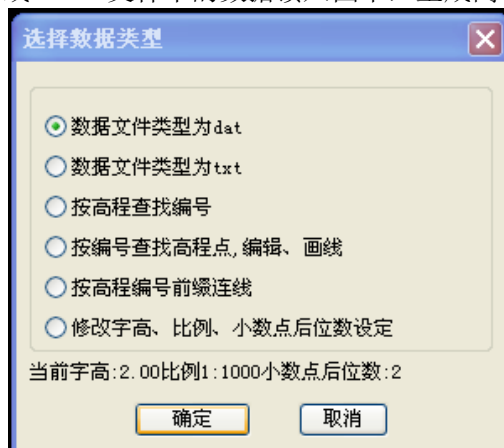 选择数据类型
数据文件类型为dat
数据文件类型为txt
按高程查找编号
按编号查找高程点,编辑、画线
按高程编号前缀连线
修改字高、比例、小数点后位数设定
当前字高:2.00比例1:1000小数点后位数:2
确定
取消